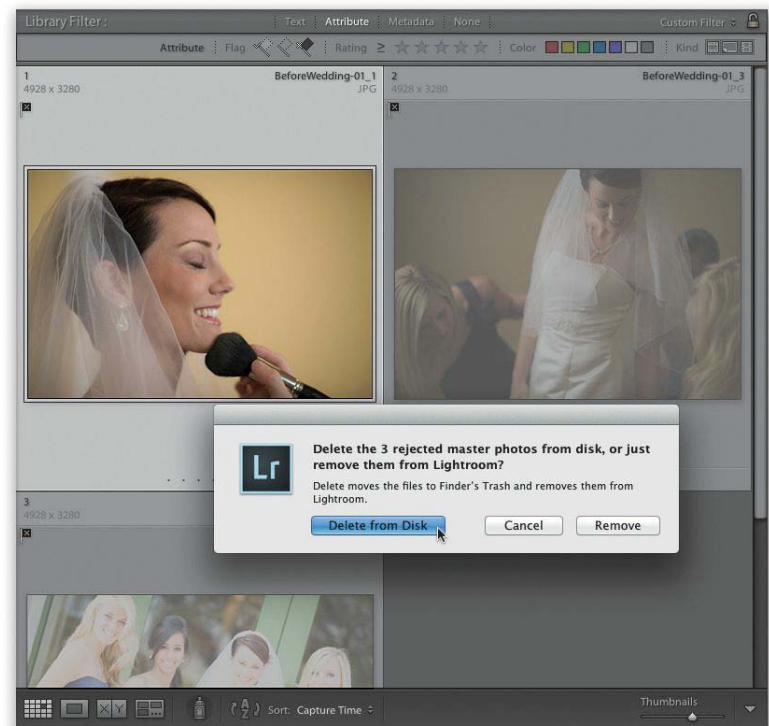 Library Filter : Text Attribute Metadata None Custom Filter
Attribute Flag Rating ≥ Color Kind
1 BeforeWedding-01_1
4928 x 3280 JPG
2 BeforeWedding-01_3
4928 x 3280 JPG
Lr
Delete the 3 rejected master photos from disk, or just
remove them from Lightroom?
Delete moves the files to Finder's Trash and removes them from
Lightroom.
Delete from Disk Cancel Remove
3
4928 x 3280
X Y A Z Sort: Capture Time Thumbnails